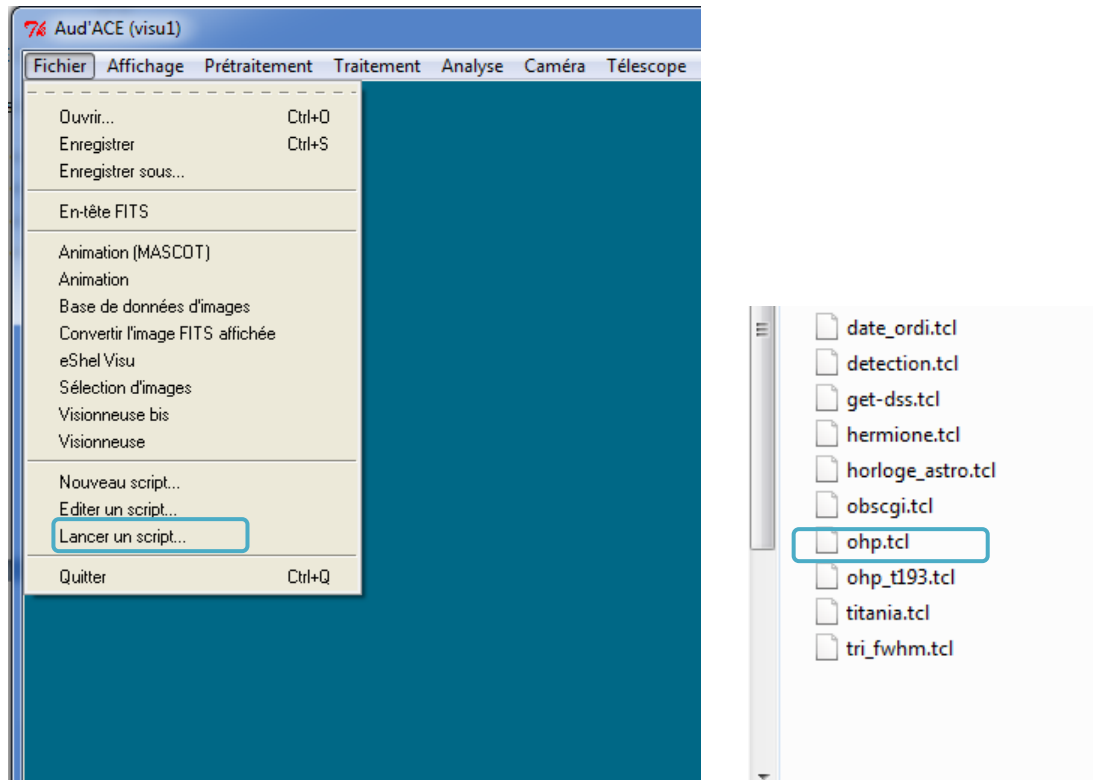 Aud'ACE (visu1)
Fichier Affichage Prétraitement Traitement Analyse Caméra Télescope
Ouvrir... Ctrl+O
Enregistrer Ctrl+S
Enregistrer sous...
En-tête FITS
Animation (MASCOT)
Animation
Base de données d'images
Convertir l'image FITS affichée
eShel Visu
Sélection d'images
Visionneuse bis
Visionneuse
Nouveau script...
Editer un script...
Lancer un script...
Quitter Ctrl+Q
date_ordi.tcl
detection.tcl
get-dss.tcl
hermione.tcl
horloge_astro.tcl
obscgi.tcl
ohp.tcl
ohp_t193.tcl
titania.tcl
tri_fwhm.tcl